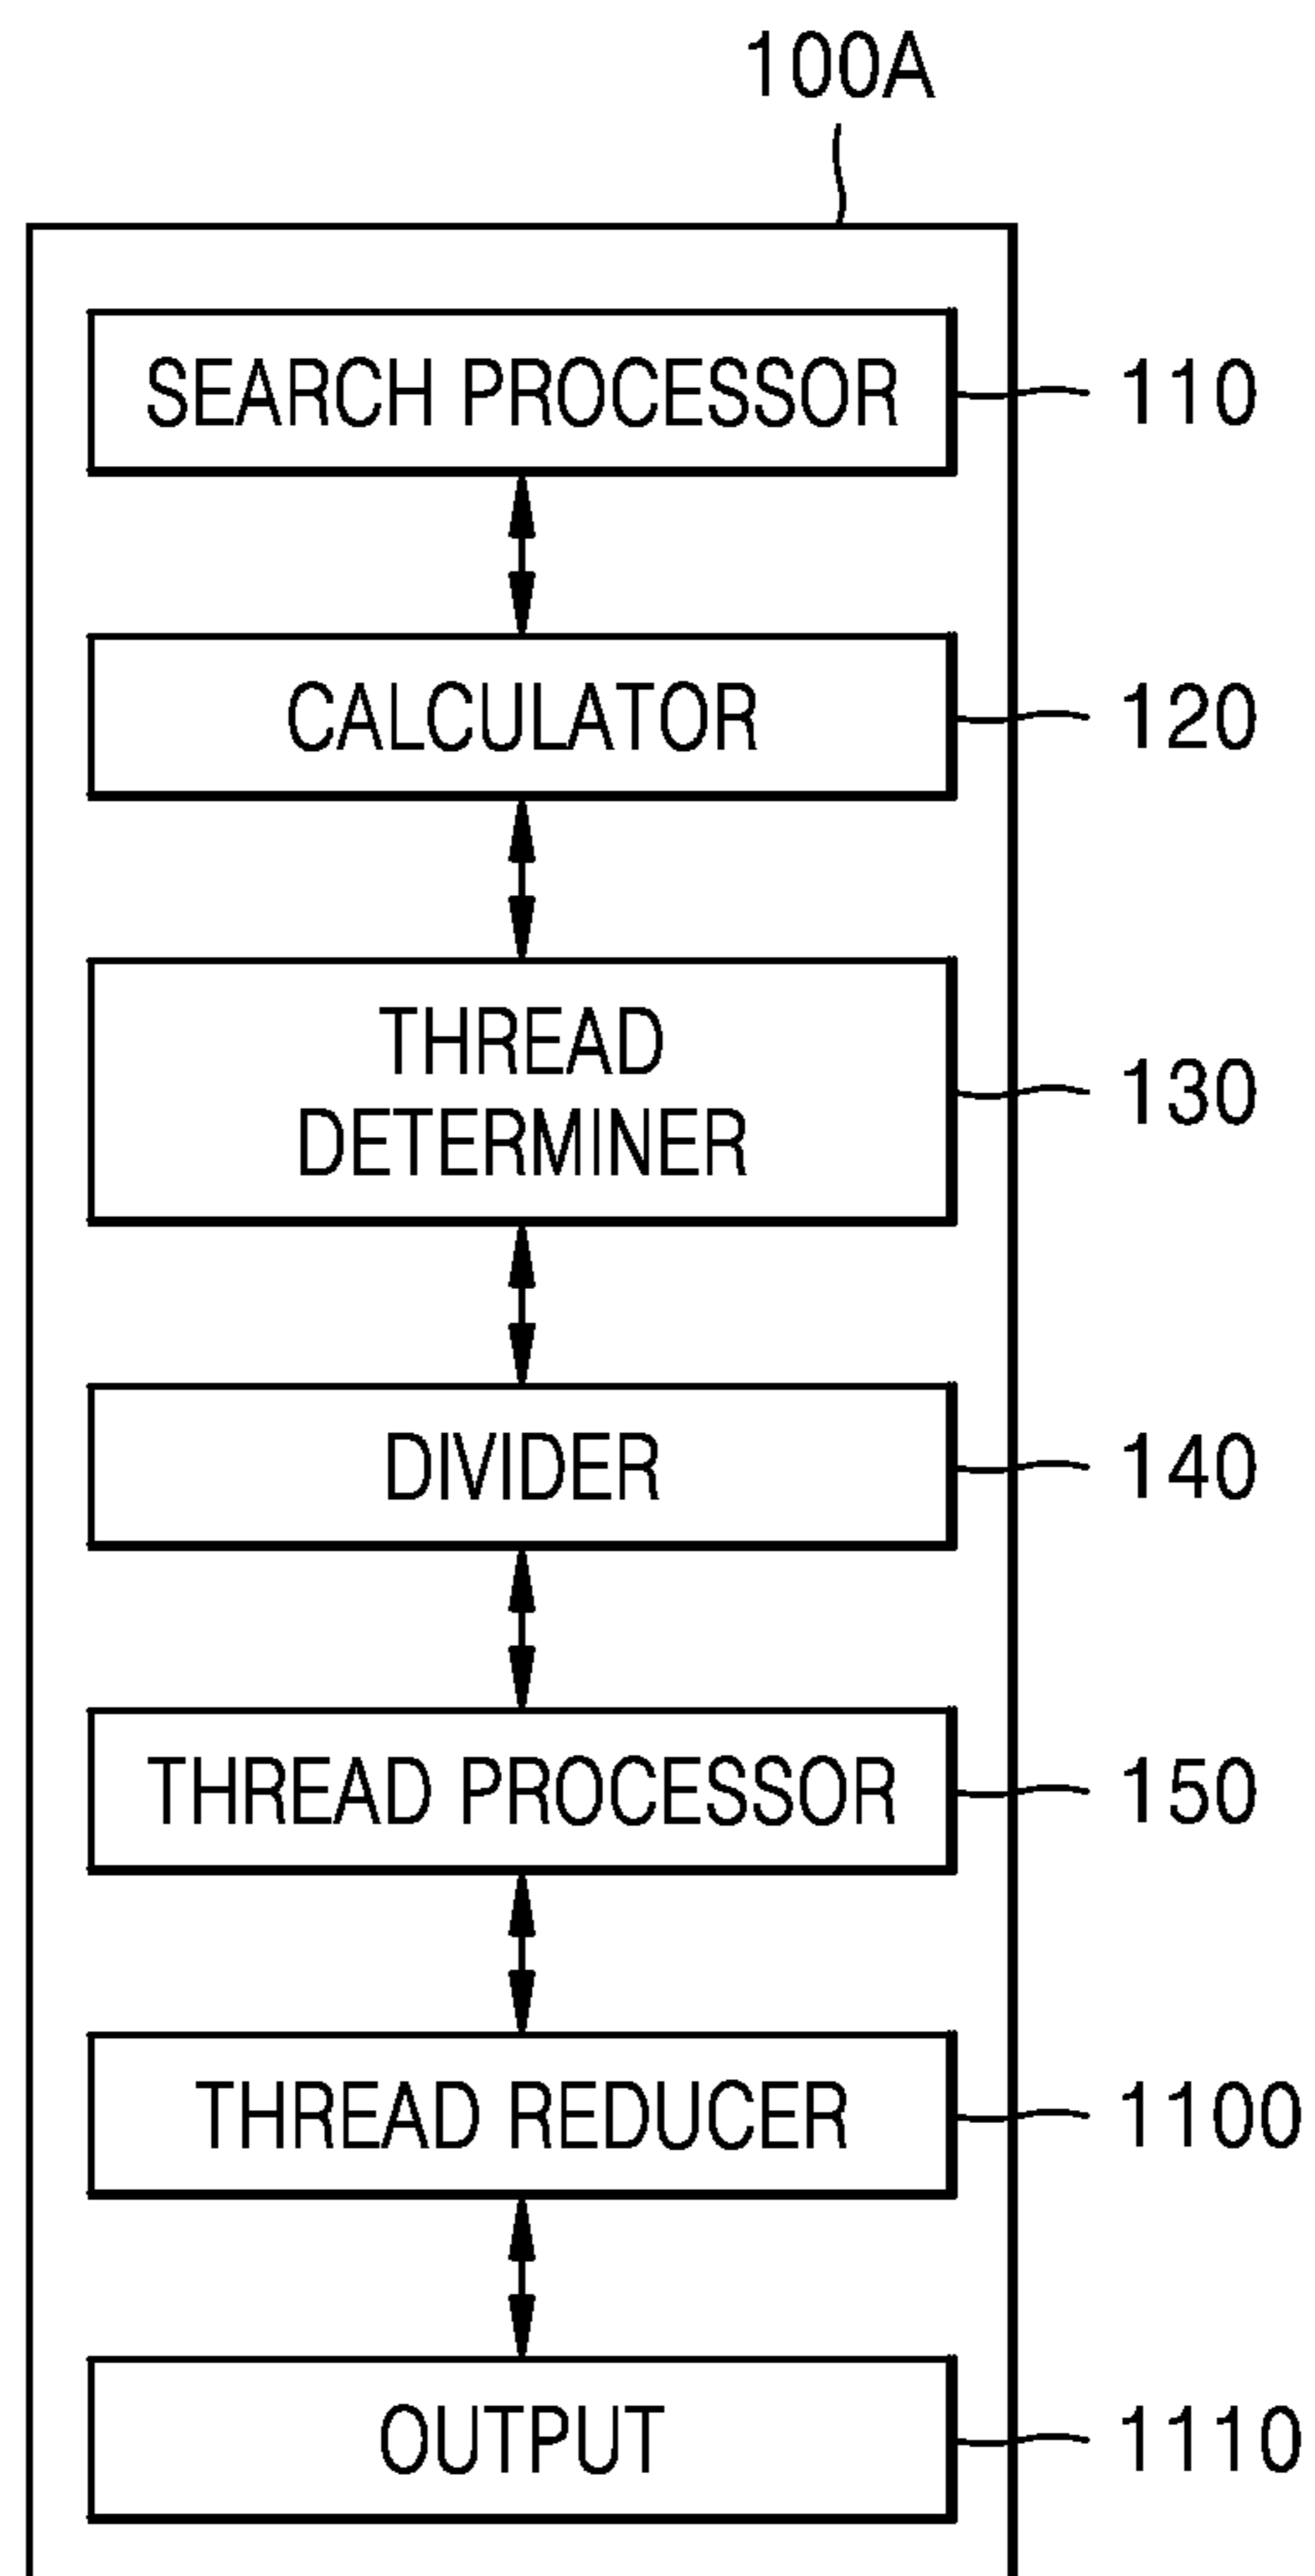 100A
SEARCH PROCESSOR 110
CALCULATOR 120
THREAD
DETERMINER 130
DIVIDER 140
THREAD PROCESSOR 150
THREAD REDUCER 1100
OUTPUT 1110